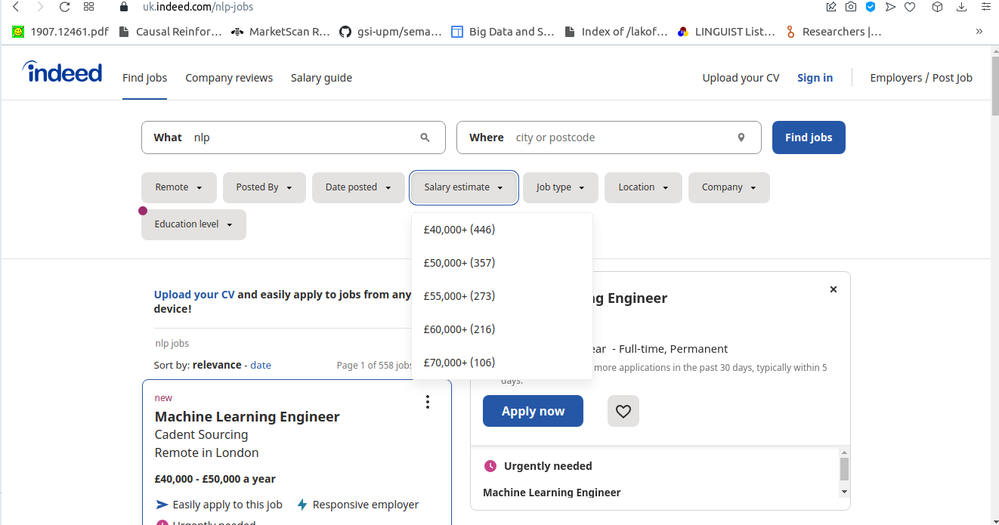 uk.indeed.com/nlp-jobs
1907.12461.pdf Causal Reinfor... MarketScan R... gsi-upm/sema... Big Data and S... Index of /lakof... LINGUIST List... Researchers |... »
indeed Find jobs Company reviews Salary guide Upload your CV Sign in Employers / Post Job
What nlp Where city or postcode Find jobs
Remote Posted By Date posted Salary estimate Job type Location Company
Education level
£40,000+ (446)
£50,000+ (357)
£55,000+ (273)
£60,000+ (216)
£70,000+ (106)
Upload your CV and easily apply to jobs from any
device!
nlp jobs
Sort by: relevance - date Page 1 of 558 jobs
new
Machine Learning Engineer
Cadent Sourcing
Remote in London
£40,000 - £50,000 a year
Easily apply to this job Responsive employer
Urgently needed
ng Engineer
ear - Full-time, Permanent
more applications in the past 30 days, typically within 5
days.
Apply now
Urgently needed
Machine Learning Engineer